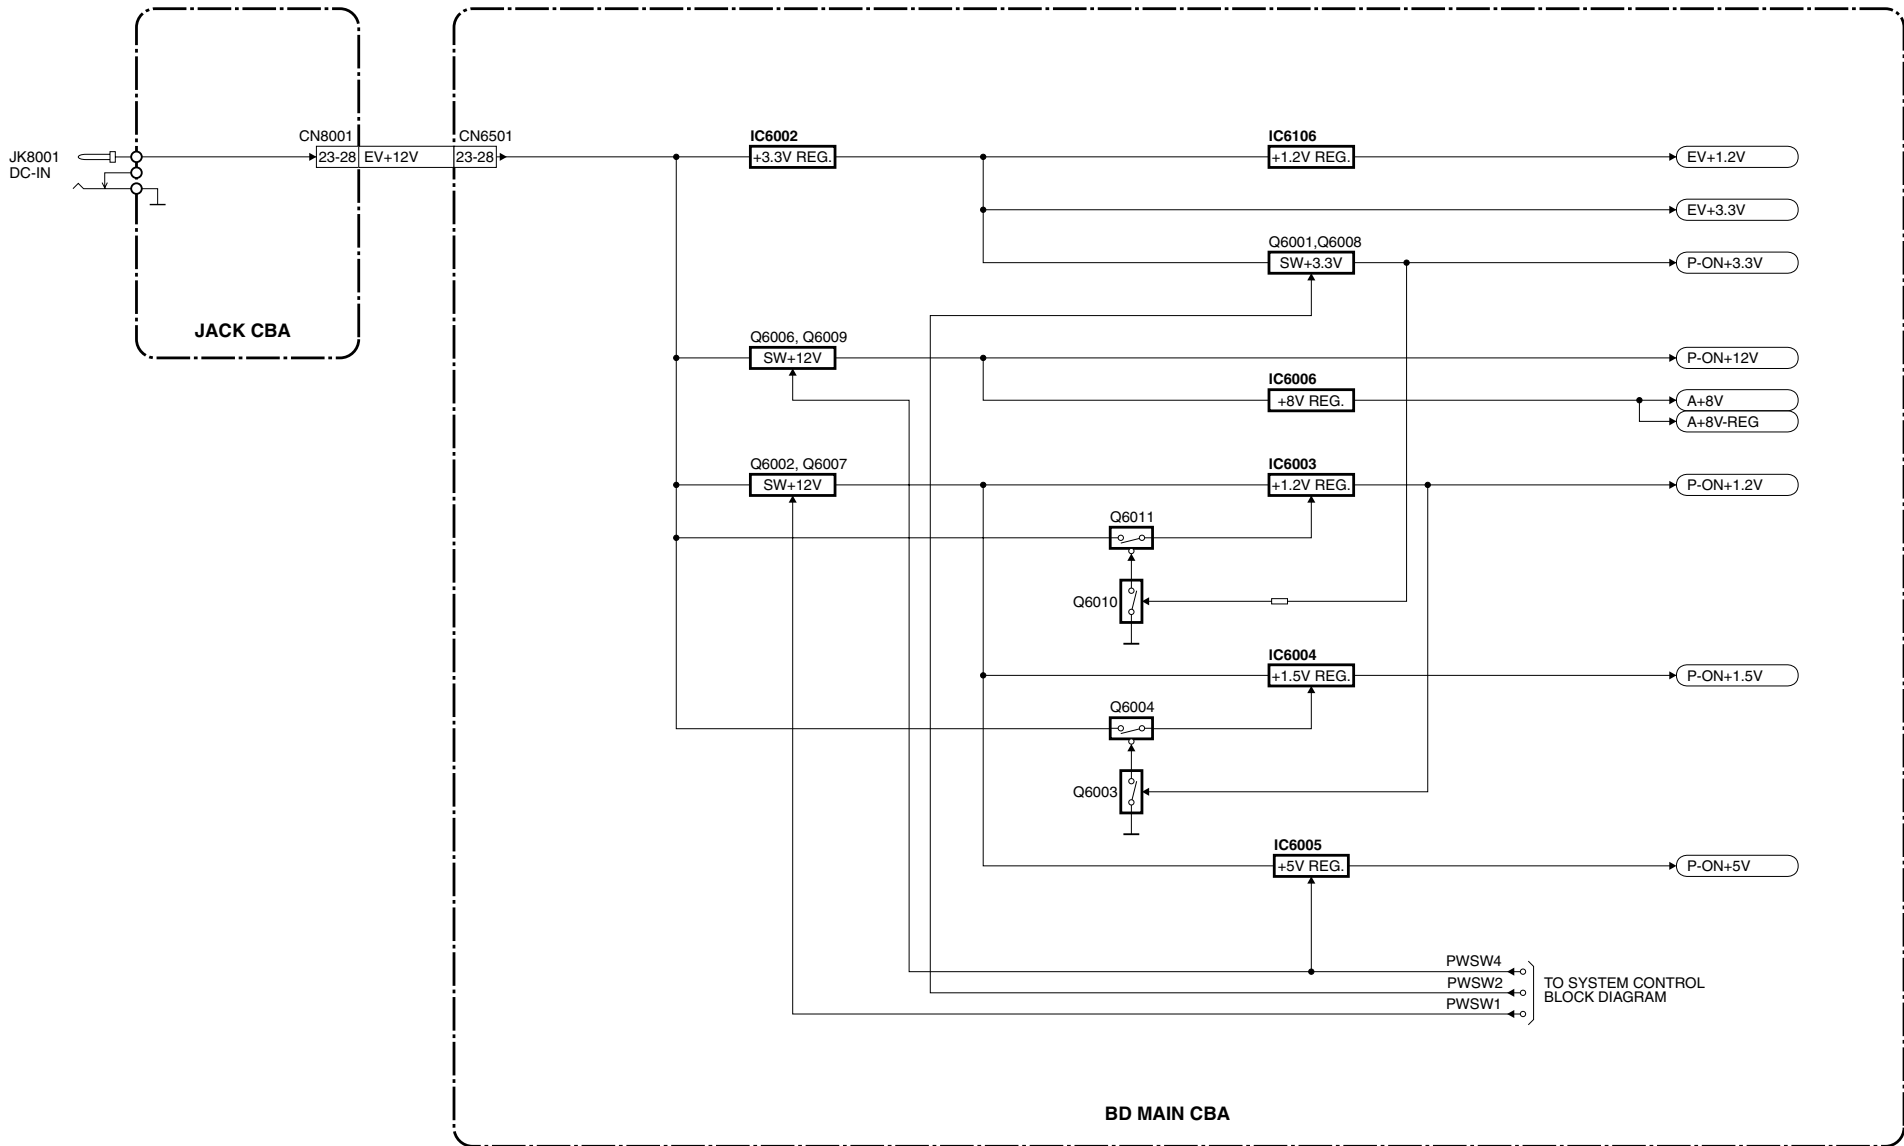 CN8001
CN6501
IC6002
IC6106
JK8001
DC-IN
23-28
EV+12V
23-28
+3.3V REG.
+1.2V REG.
EV+1.2V
EV+3.3V
Q6001,Q6008
SW+3.3V
P-ON+3.3V
JACK CBA
Q6006, Q6009
SW+12V
P-ON+12V
IC6006
+8V REG.
A+8V
A+8V-REG
Q6002, Q6007
SW+12V
IC6003
+1.2V REG.
P-ON+1.2V
Q6011
Q6010
IC6004
+1.5V REG.
P-ON+1.5V
Q6004
Q6003
IC6005
+5V REG.
P-ON+5V
PWSW4
PWSW2
PWSW1
TO SYSTEM CONTROL
BLOCK DIAGRAM
BD MAIN CBA